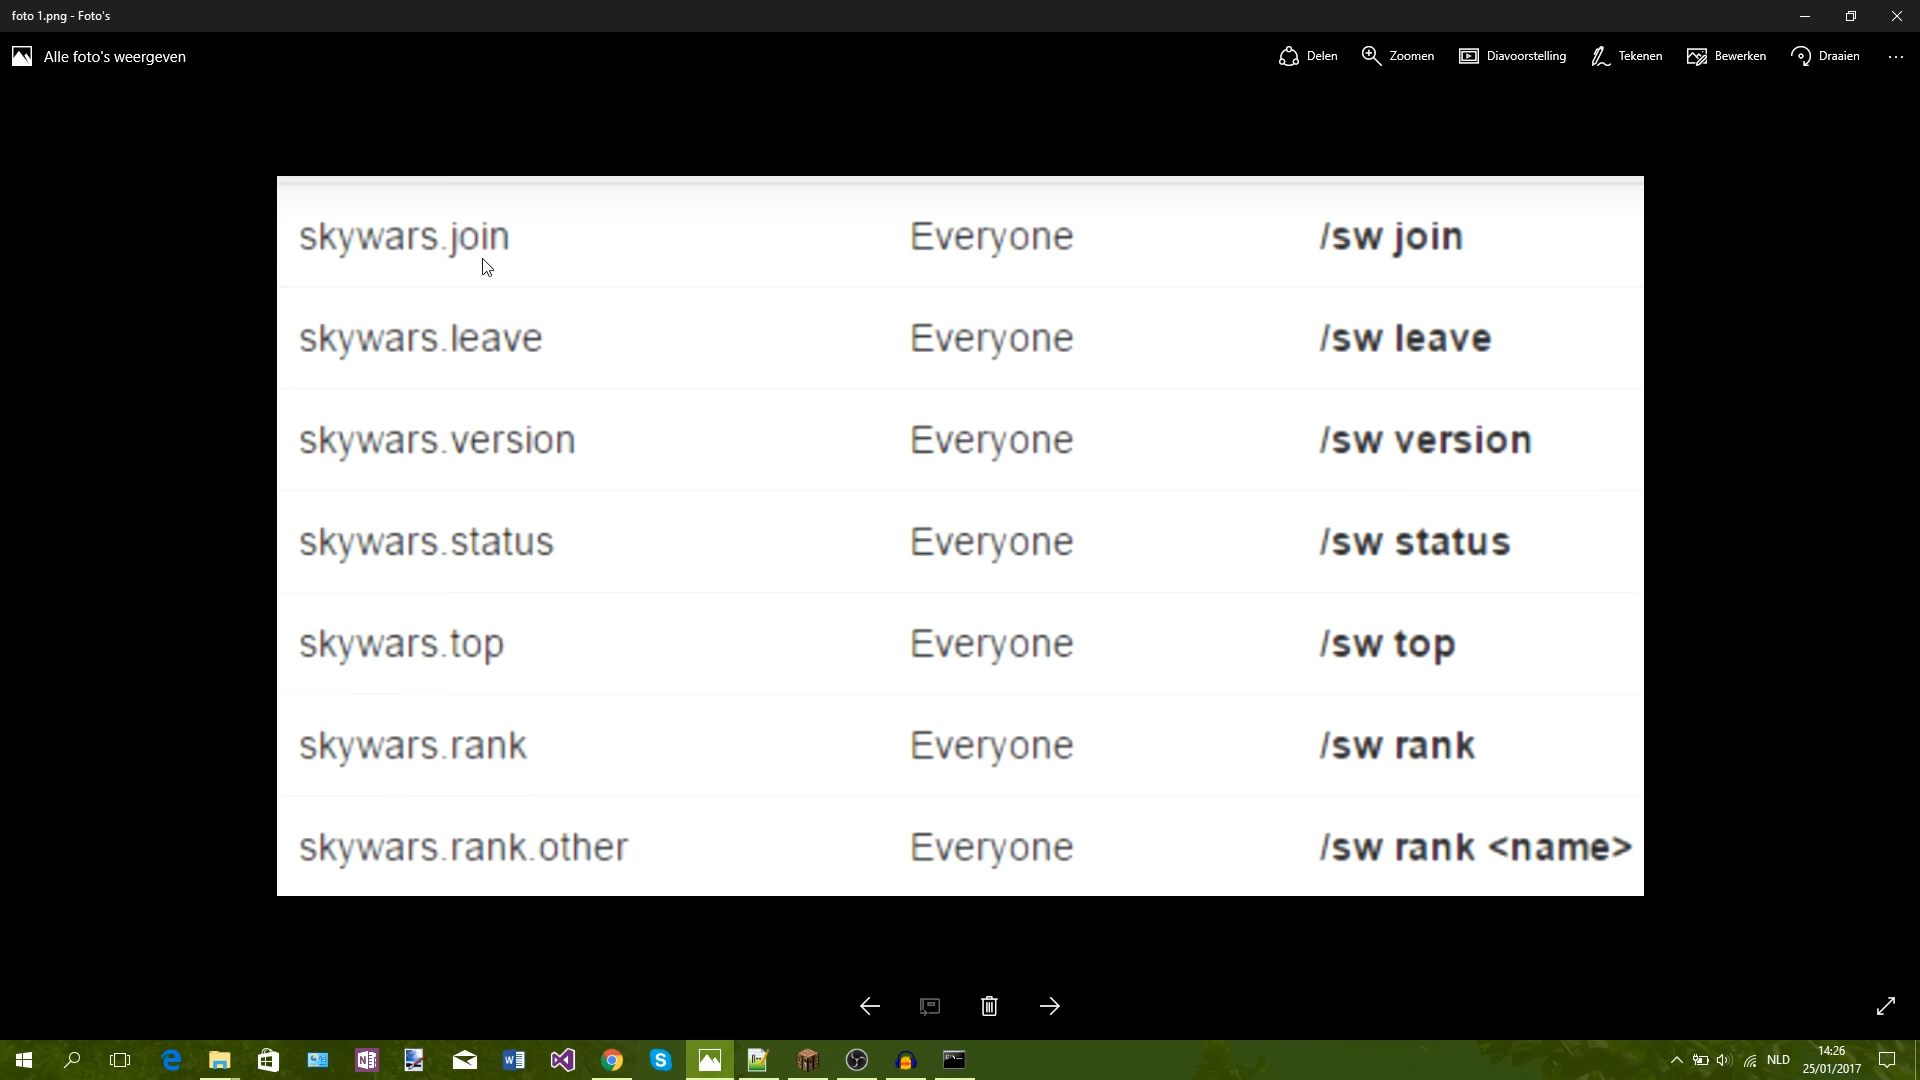 foto 1.png - Foto's
Alle foto's weergeven
Delen
Zoomen
Diavoorstelling
Tekenen
Bewerken
Draaien
skywars.join Everyone /sw join
skywars.leave Everyone /sw leave
skywars.version Everyone /sw version
skywars.status Everyone /sw status
skywars.top Everyone /sw top
skywars.rank Everyone /sw rank
skywars.rank.other Everyone /sw rank <name>
NLD
14:26
25/01/2017